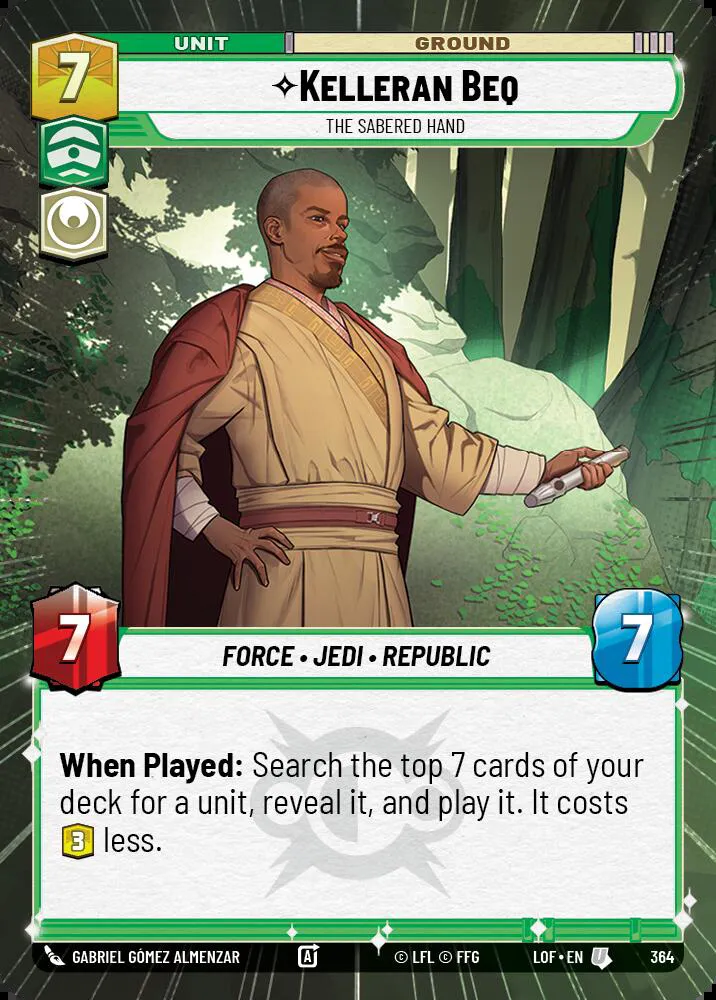 UNIT
GROUND
7
✧KELLERAN BEQ
THE SABERED HAND
7
FORCE • JEDI • REPUBLIC
7
When Played: Search the top 7 cards of your
deck for a unit, reveal it, and play it. It costs
3 less.
GABRIEL GÓMEZ ALMENZAR
A
© LFL © FFG
LOF • EN
U
364